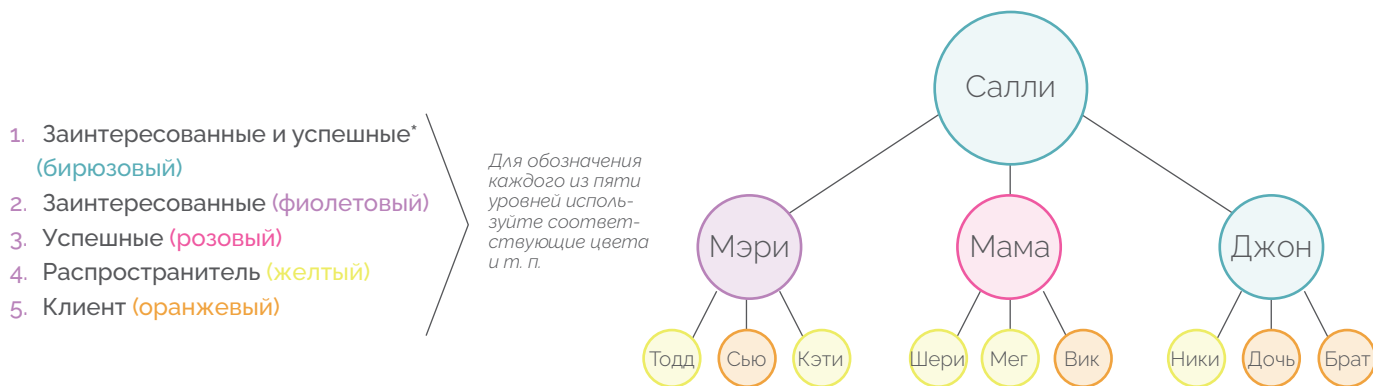 1. Заинтересованные и успешные*
(бирюзовый)
2. Заинтересованные (фиолетовый)
3. Успешные (розовый)
4. Распространитель (желтый)
5. Клиент (оранжевый)
Для обозначения
каждого из пяти
уровней исполь-
зуйте соответ-
ствующие цвета
и т. п.
Салли
Мэри Мама Джон
Тодд Сью Кэти Шери Мег Вик Ники Дочь Брат